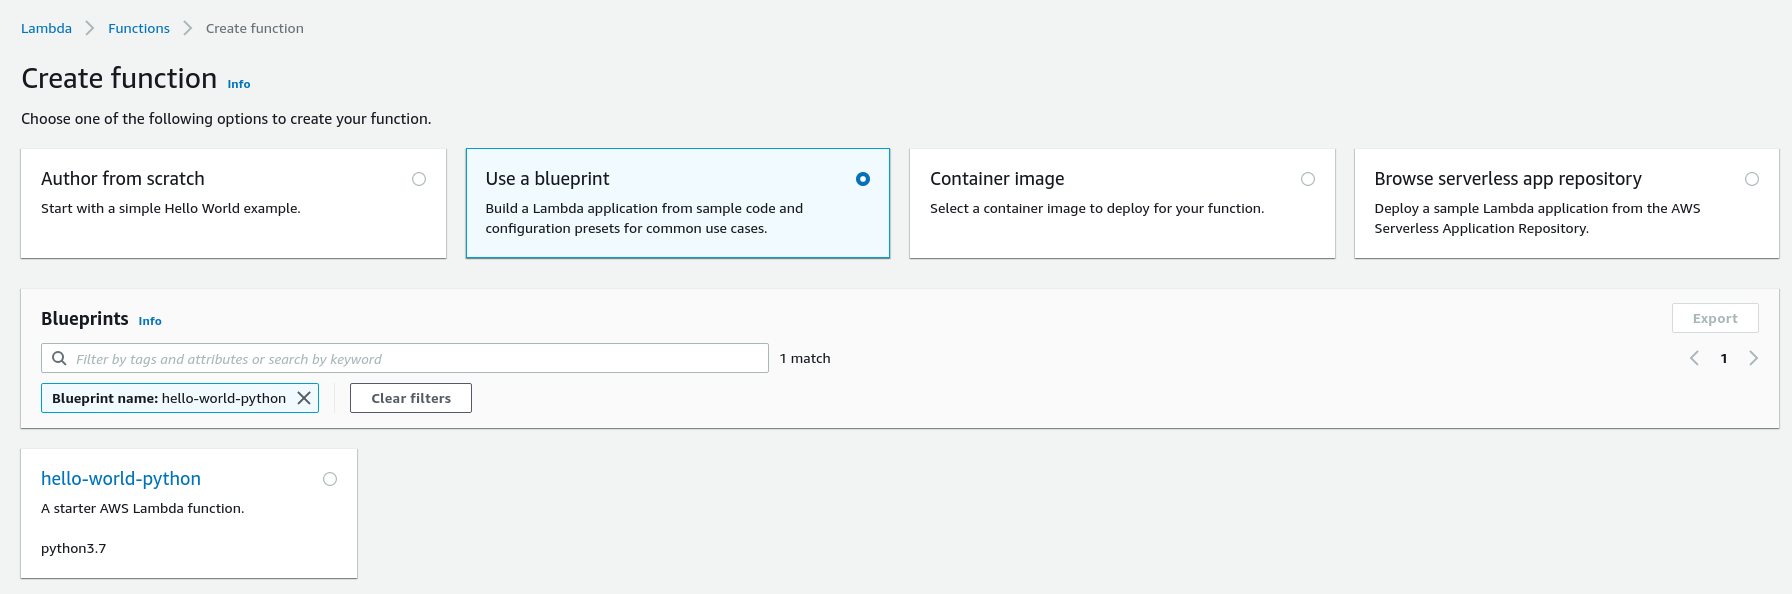 Lambda > Functions > Create function
Create function Info
Choose one of the following options to create your function.
Author from scratch
Start with a simple Hello World example.
Use a blueprint
Build a Lambda application from sample code and
configuration presets for common use cases.
Container image
Select a container image to deploy for your function.
Browse serverless app repository
Deploy a sample Lambda application from the AWS
Serverless Application Repository.
Blueprints Info
Export
Filter by tags and attributes or search by keyword
1 match
1
Blueprint name: hello-world-python
Clear filters
hello-world-python
A starter AWS Lambda function.
python3.7